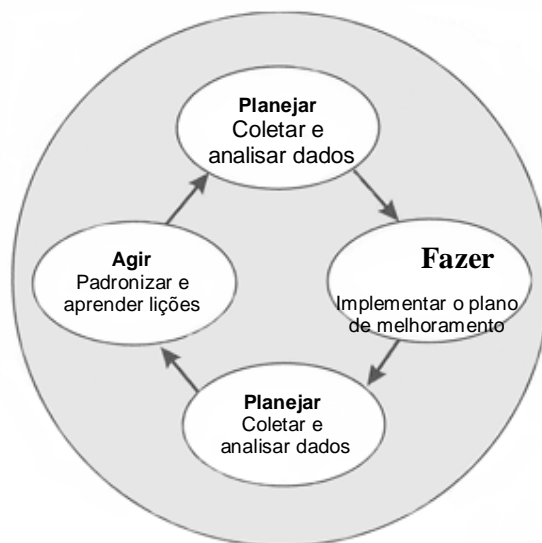 Planejar
Coletar e
analisar dados
Fazer
Implementar o plano
de melhoramento
Planejar
Coletar e
analisar dados
Agir
Padronizar e
aprender lições